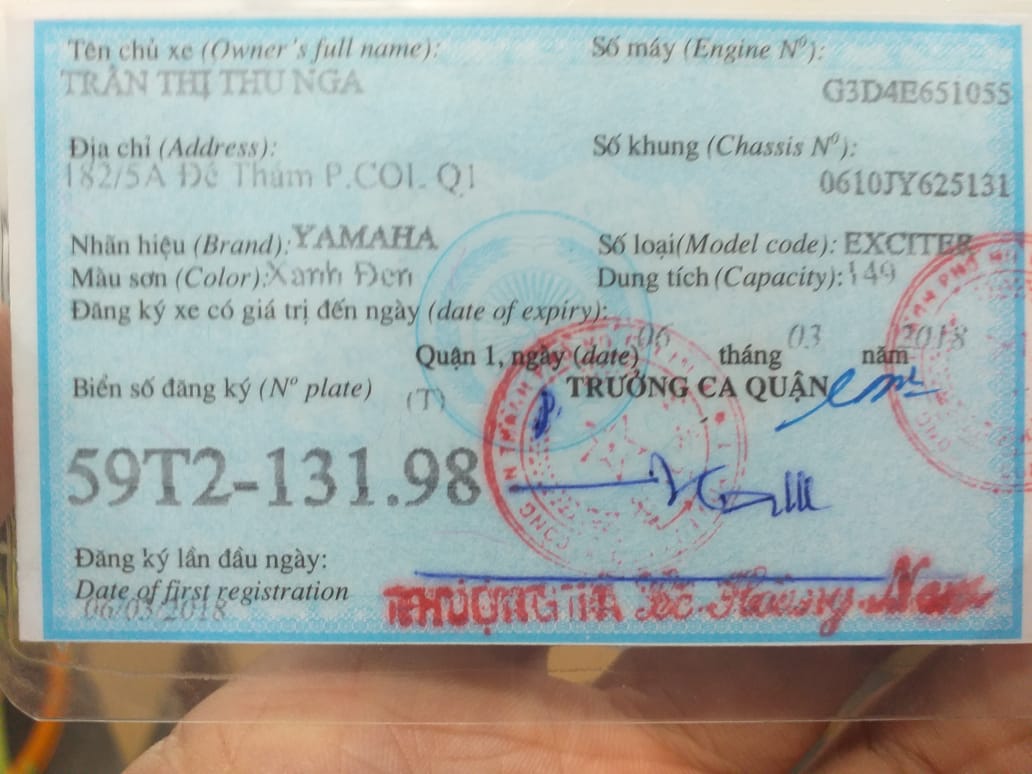 Tên chủ xe (Owner's full name):
TRẦN THỊ THU NGA
Số máy (Engine Nº):
G3D4E651055
Địa chỉ (Address):
182/5A Đề Thám P.COL Q1
Số khung (Chassis Nº):
0610JY625131
Nhãn hiệu (Brand): YAMAHA
Số loại(Model code): EXCITER
Màu sơn (Color): Xanh Đen
Dung tích (Capacity): 149
Đăng ký xe có giá trị đến ngày (date of expiry):
Quận 1, ngày (date) 06 tháng 03 năm 2018
TRƯỞNG CA QUẬN
Biển số đăng ký (Nº plate) (T)
59T2-131.98
Đăng ký lần đầu ngày:
Date of first registration
06/03/2018
THƯỢNG TÁ Nam